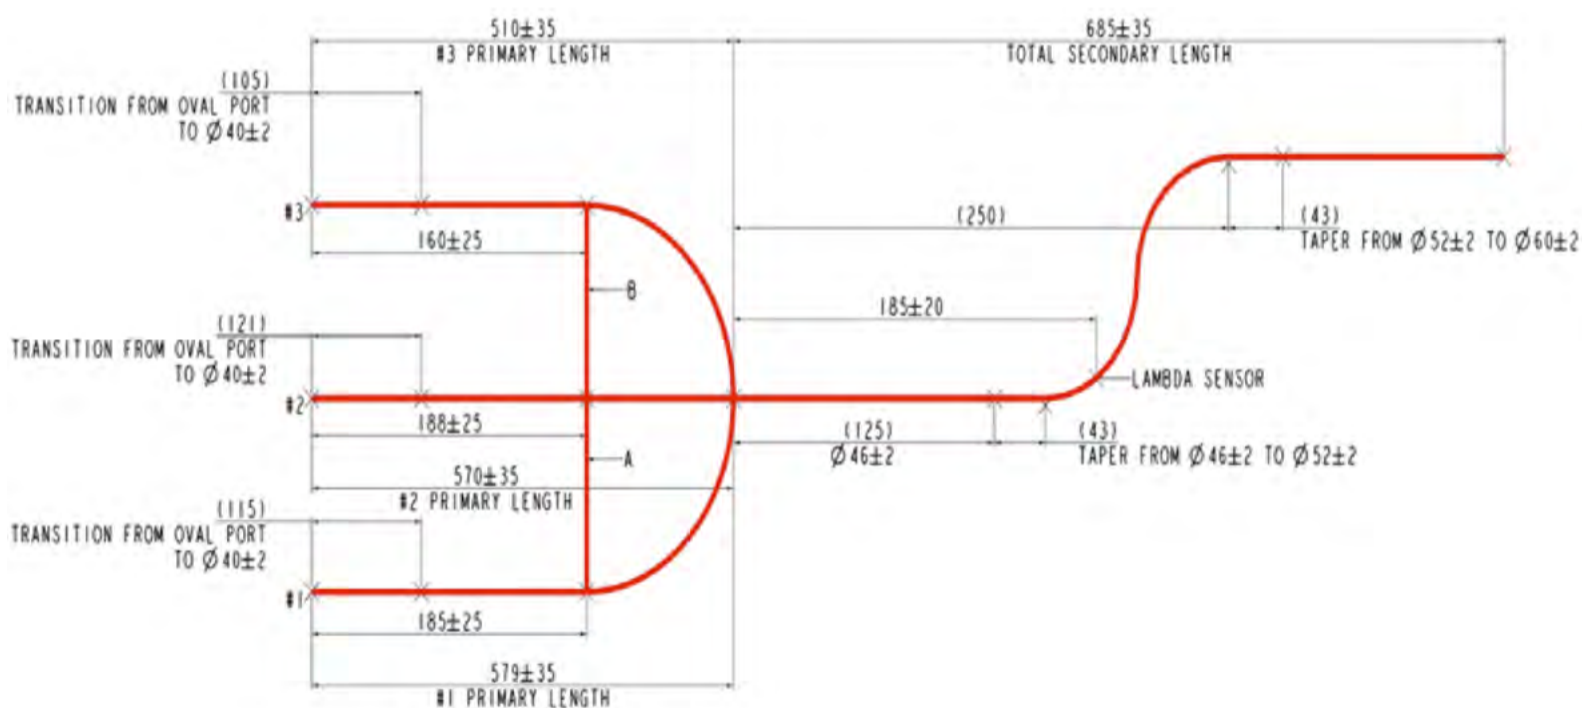 510±35
#3 PRIMARY LENGTH
685±35
TOTAL SECONDARY LENGTH
(105)
TRANSITION FROM OVAL PORT
TO Ø40±2
#3
160±25
(250)
(43)
TAPER FROM Ø52±2 TO Ø60±2
B
185±20
(121)
TRANSITION FROM OVAL PORT
TO Ø40±2
LAMBDA SENSOR
#2
188±25
(125)
Ø46±2
(43)
TAPER FROM Ø46±2 TO Ø52±2
A
570±35
#2 PRIMARY LENGTH
(115)
TRANSITION FROM OVAL PORT
TO Ø40±2
#1
185±25
579±35
#1 PRIMARY LENGTH